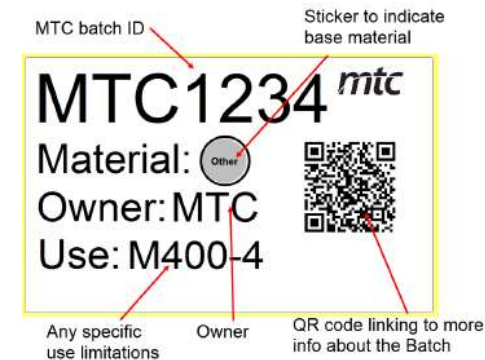 MTC batch ID
Sticker to indicate
base material
MTC1234
mtc
Material: Other
Owner: MTC
Use: M400-4
Any specific
use limitations
Owner
QR code linking to more
info about the Batch